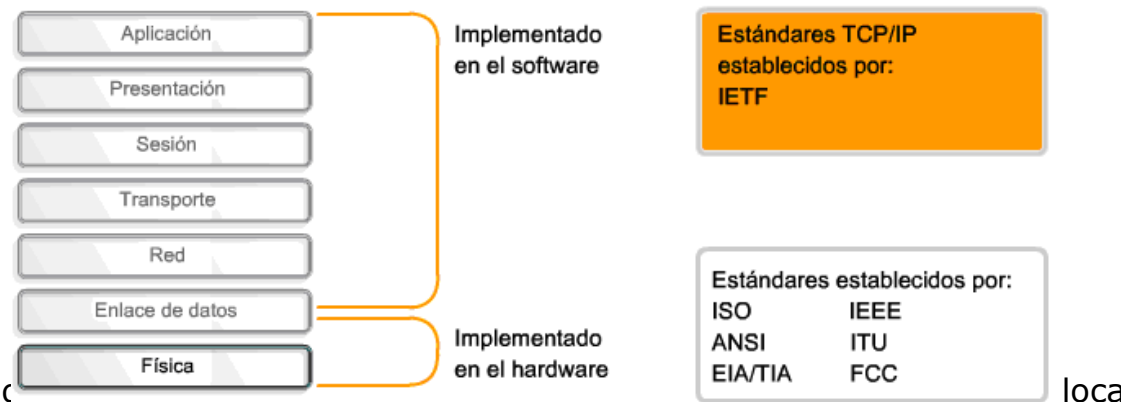 Aplicación
Presentación
Sesión
Transporte
Red
Enlace de datos
Física
Implementado
en el software
Implementado
en el hardware
Estándares TCP/IP
establecidos por:
IETF
Estándares establecidos por:
ISO IEEE
ANSI ITU
EIA/TIA FCC